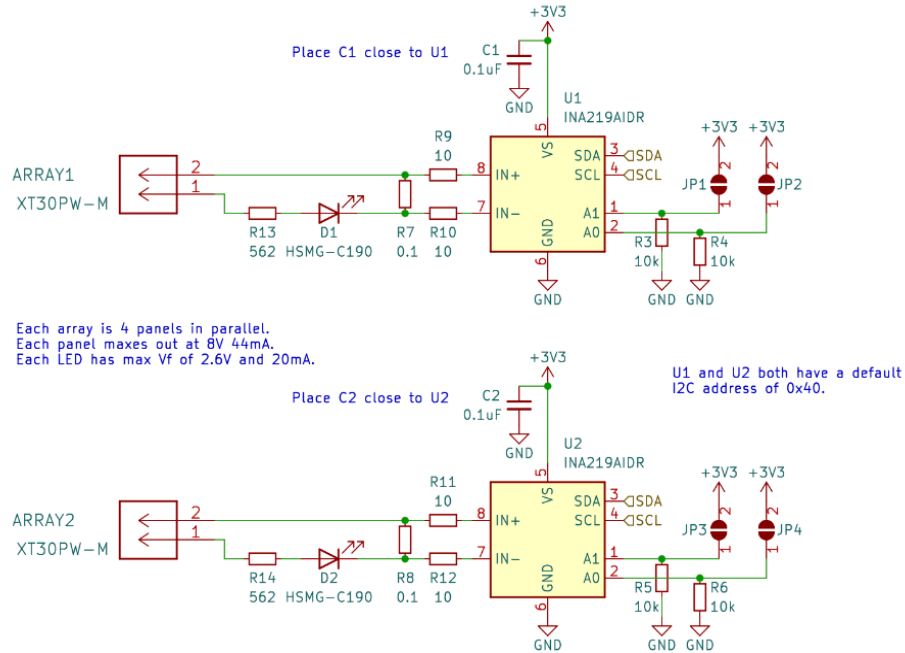 +3V3
Place C1 close to U1
C1
0.1uF
GND
U1
INA219AIDR
5
VS
R9
10
ARRAY1
XT30PW-M
2
1
8
IN+
7
IN-
SDA
3
SDA
SCL
4
SCL
A1
1
A0
2
GND
6
GND
R13
562
D1
HSMG-C190
R7
0.1
R10
10
+3V3
+3V3
JP1
2
1
JP2
2
1
R3
10k
R4
10k
GND
GND
Each array is 4 panels in parallel.
Each panel maxes out at 8V 44mA.
Each LED has max Vf of 2.6V and 20mA.
U1 and U2 both have a default
I2C address of 0x40.
+3V3
Place C2 close to U2
C2
0.1uF
GND
U2
INA219AIDR
5
VS
R11
10
ARRAY2
XT30PW-M
2
1
8
IN+
7
IN-
SDA
3
SDA
SCL
4
SCL
A1
1
A0
2
GND
6
GND
R14
562
D2
HSMG-C190
R8
0.1
R12
10
+3V3
+3V3
JP3
2
1
JP4
2
1
R5
10k
R6
10k
GND
GND